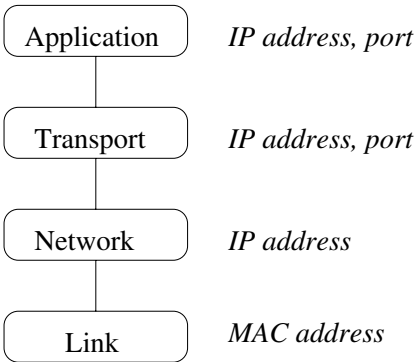 Application IP address, port
Transport IP address, port
Network IP address
Link MAC address